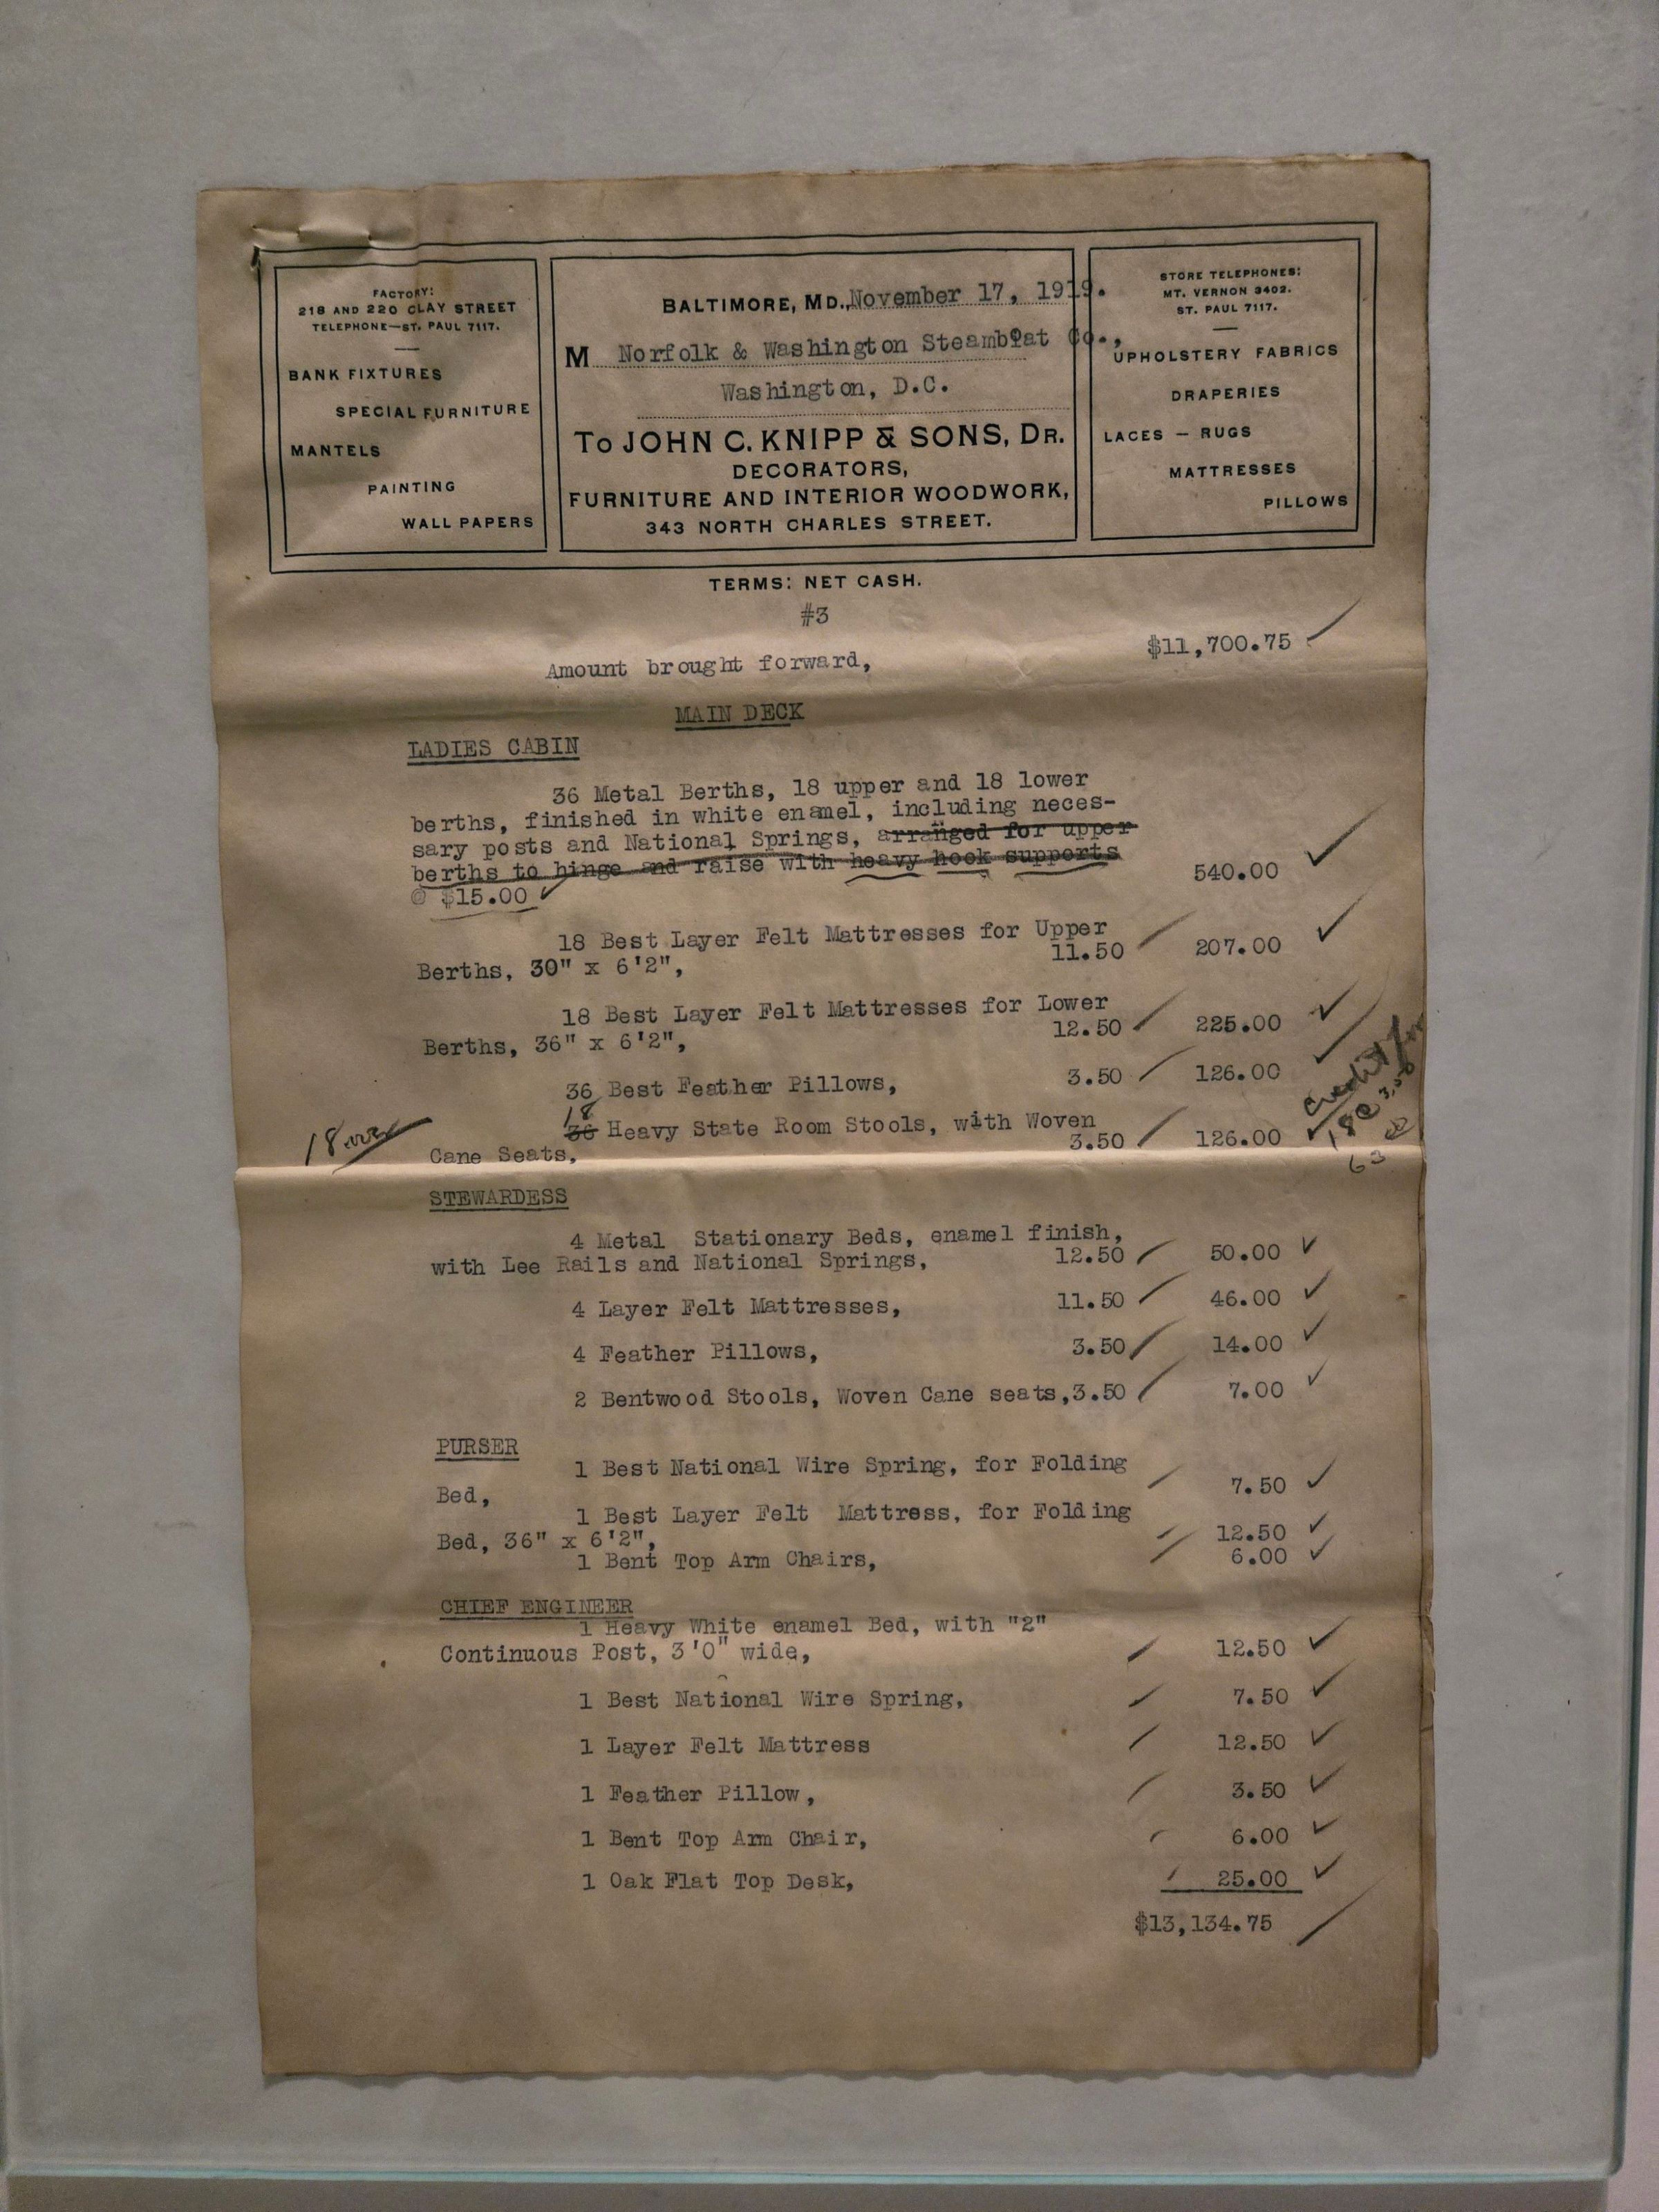 FACTORY:
218 AND 220 CLAY STREET
TELEPHONE—ST. PAUL 7117.
BANK FIXTURES
SPECIAL FURNITURE
MANTELS
PAINTING
WALL PAPERS
BALTIMORE, MD., November 17, 1919.
M Norfolk & Washington Steamboat Co.,
Washington, D.C.
To JOHN C. KNIPP & SONS, DR.
DECORATORS,
FURNITURE AND INTERIOR WOODWORK,
343 NORTH CHARLES STREET.
STORE TELEPHONES:
MT. VERNON 3402.
ST. PAUL 7117.
UPHOLSTERY FABRICS
DRAPERIES
LACES — RUGS
MATTRESSES
PILLOWS
TERMS: NET CASH.
#3
Amount brought forward, $11,700.75
MAIN DECK
LADIES CABIN
36 Metal Berths, 18 upper and 18 lower
berths, finished in white enamel, including neces-
sary posts and National Springs, arranged for upper
berths to hinge and raise with heavy hook supports
@ $15.00 540.00
18 Best Layer Felt Mattresses for Upper
Berths, 30" x 6'2", 11.50 207.00
18 Best Layer Felt Mattresses for Lower
Berths, 36" x 6'2", 12.50 225.00
36 Best Feather Pillows, 3.50 126.00
18
36 Heavy State Room Stools, with Woven
Cane Seats, 3.50 126.00
18
Credit for
18 @ 3.50
63
STEWARDESS
4 Metal Stationary Beds, enamel finish,
with Lee Rails and National Springs, 12.50 50.00
4 Layer Felt Mattresses, 11.50 46.00
4 Feather Pillows, 3.50 14.00
2 Bentwood Stools, Woven Cane seats, 3.50 7.00
PURSER
1 Best National Wire Spring, for Folding
Bed, 7.50
1 Best Layer Felt Mattress, for Folding
Bed, 36" x 6'2", 12.50
1 Bent Top Arm Chairs, 6.00
CHIEF ENGINEER
1 Heavy White enamel Bed, with "2"
Continuous Post, 3'0" wide, 12.50
1 Best National Wire Spring, 7.50
1 Layer Felt Mattress 12.50
1 Feather Pillow, 3.50
1 Bent Top Arm Chair, 6.00
1 Oak Flat Top Desk, 25.00
$13,134.75